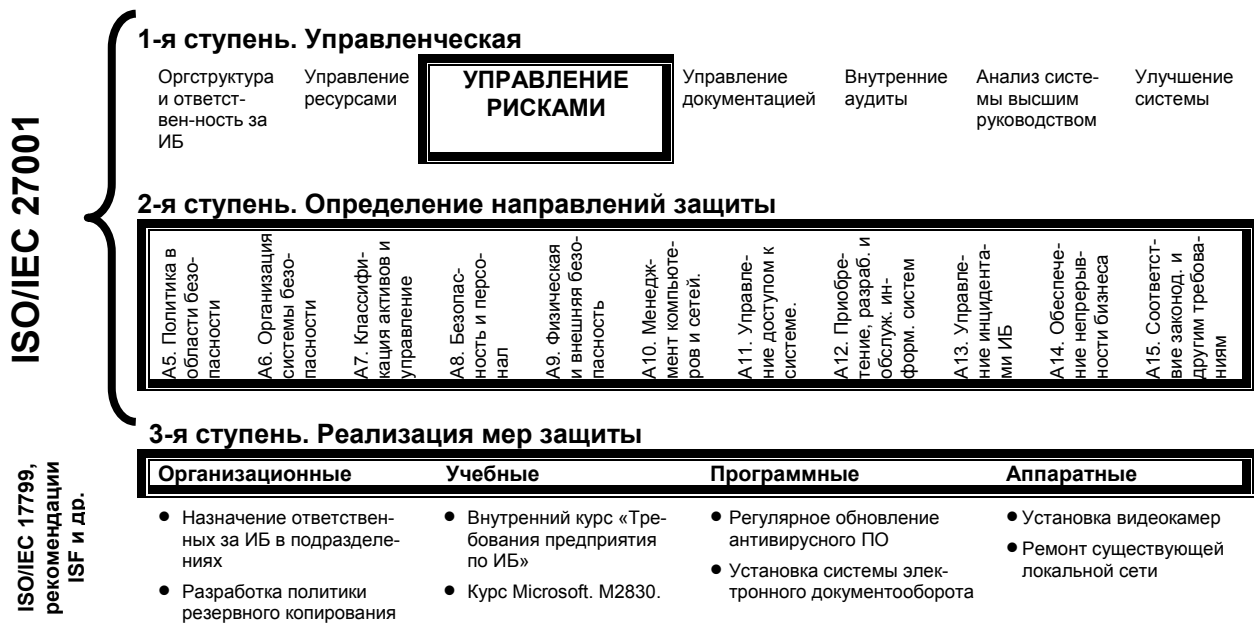 ISO/IEC 27001
1-я ступень. Управленческая
Оргструктура
и ответст-
вен-ность за
ИБ
Управление
ресурсами
УПРАВЛЕНИЕ
РИСКАМИ
Управление
документацией
Внутренние
аудиты
Анализ систе-
мы высшим
руководством
Улучшение
системы
2-я ступень. Определение направлений защиты
А5. Политика в
области безо-
пасности
А6. Организация
системы безо-
пасности
А7. Классифи-
кация активов и
управление
А8. Безопас-
ность и персо-
нал
А9. Физическая
и внешняя безо-
пасность
А10. Менедж-
мент компьюте-
ров и сетей.
А11. Управле-
ние доступом к
системе.
А12. Приобре-
тение, разраб. и
обслуж. ин-
форм. систем
А13. Управле-
ние инцидента-
ми ИБ
А14. Обеспече-
ние непрерыв-
ности бизнеса
А15. Соответст-
вие законод. и
другим требова-
ниям
3-я ступень. Реализация мер защиты
ISO/IEC 17799,
рекомендации
ISF и др.
Организационные
Учебные
Программные
Аппаратные
• Назначение ответствен-
ных за ИБ в подразделе-
ниях
• Разработка политики
резервного копирования
• Внутренний курс «Тре-
бования предприятия
по ИБ»
• Курс Microsoft. М2830.
• Регулярное обновление
антивирусного ПО
• Установка системы элек-
тронного документооборота
• Установка видеокамер
• Ремонт существующей
локальной сети